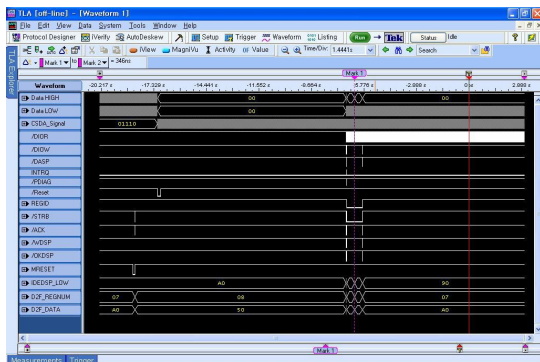 TLA [off-line] - [Waveform 1]
File Edit View Data System Tools Window Help
Protocol Designer iVerify AutoDeskew Setup Trigger Waveform Listing Run Tek Status Idle
iView MagniVu Activity Value Time/Div: 1.4441s Search
Mark 1 to Mark 2 = 346ns
TLA Explorer
Mark 1
Waveform -20.217 s -17.329 s -14.441 s -11.552 s -8.664 s -5.776 s -2.888 s 0 s 2.888 s
Data HIGH 00 00
Data LOW 00
CSDA_Signal 01110
/DIOR
/DIOW
/DASP
INTRQ
/PDIAG
/Reset
REGID
/STRB
/ACK
/WDSP
/OKDSP
MRESET
IDEDSP_LOW A0 90
D2F_REGNUM 07 08 07
D2F_DATA A0 50 A0
Mark 1
Measurements Trigger